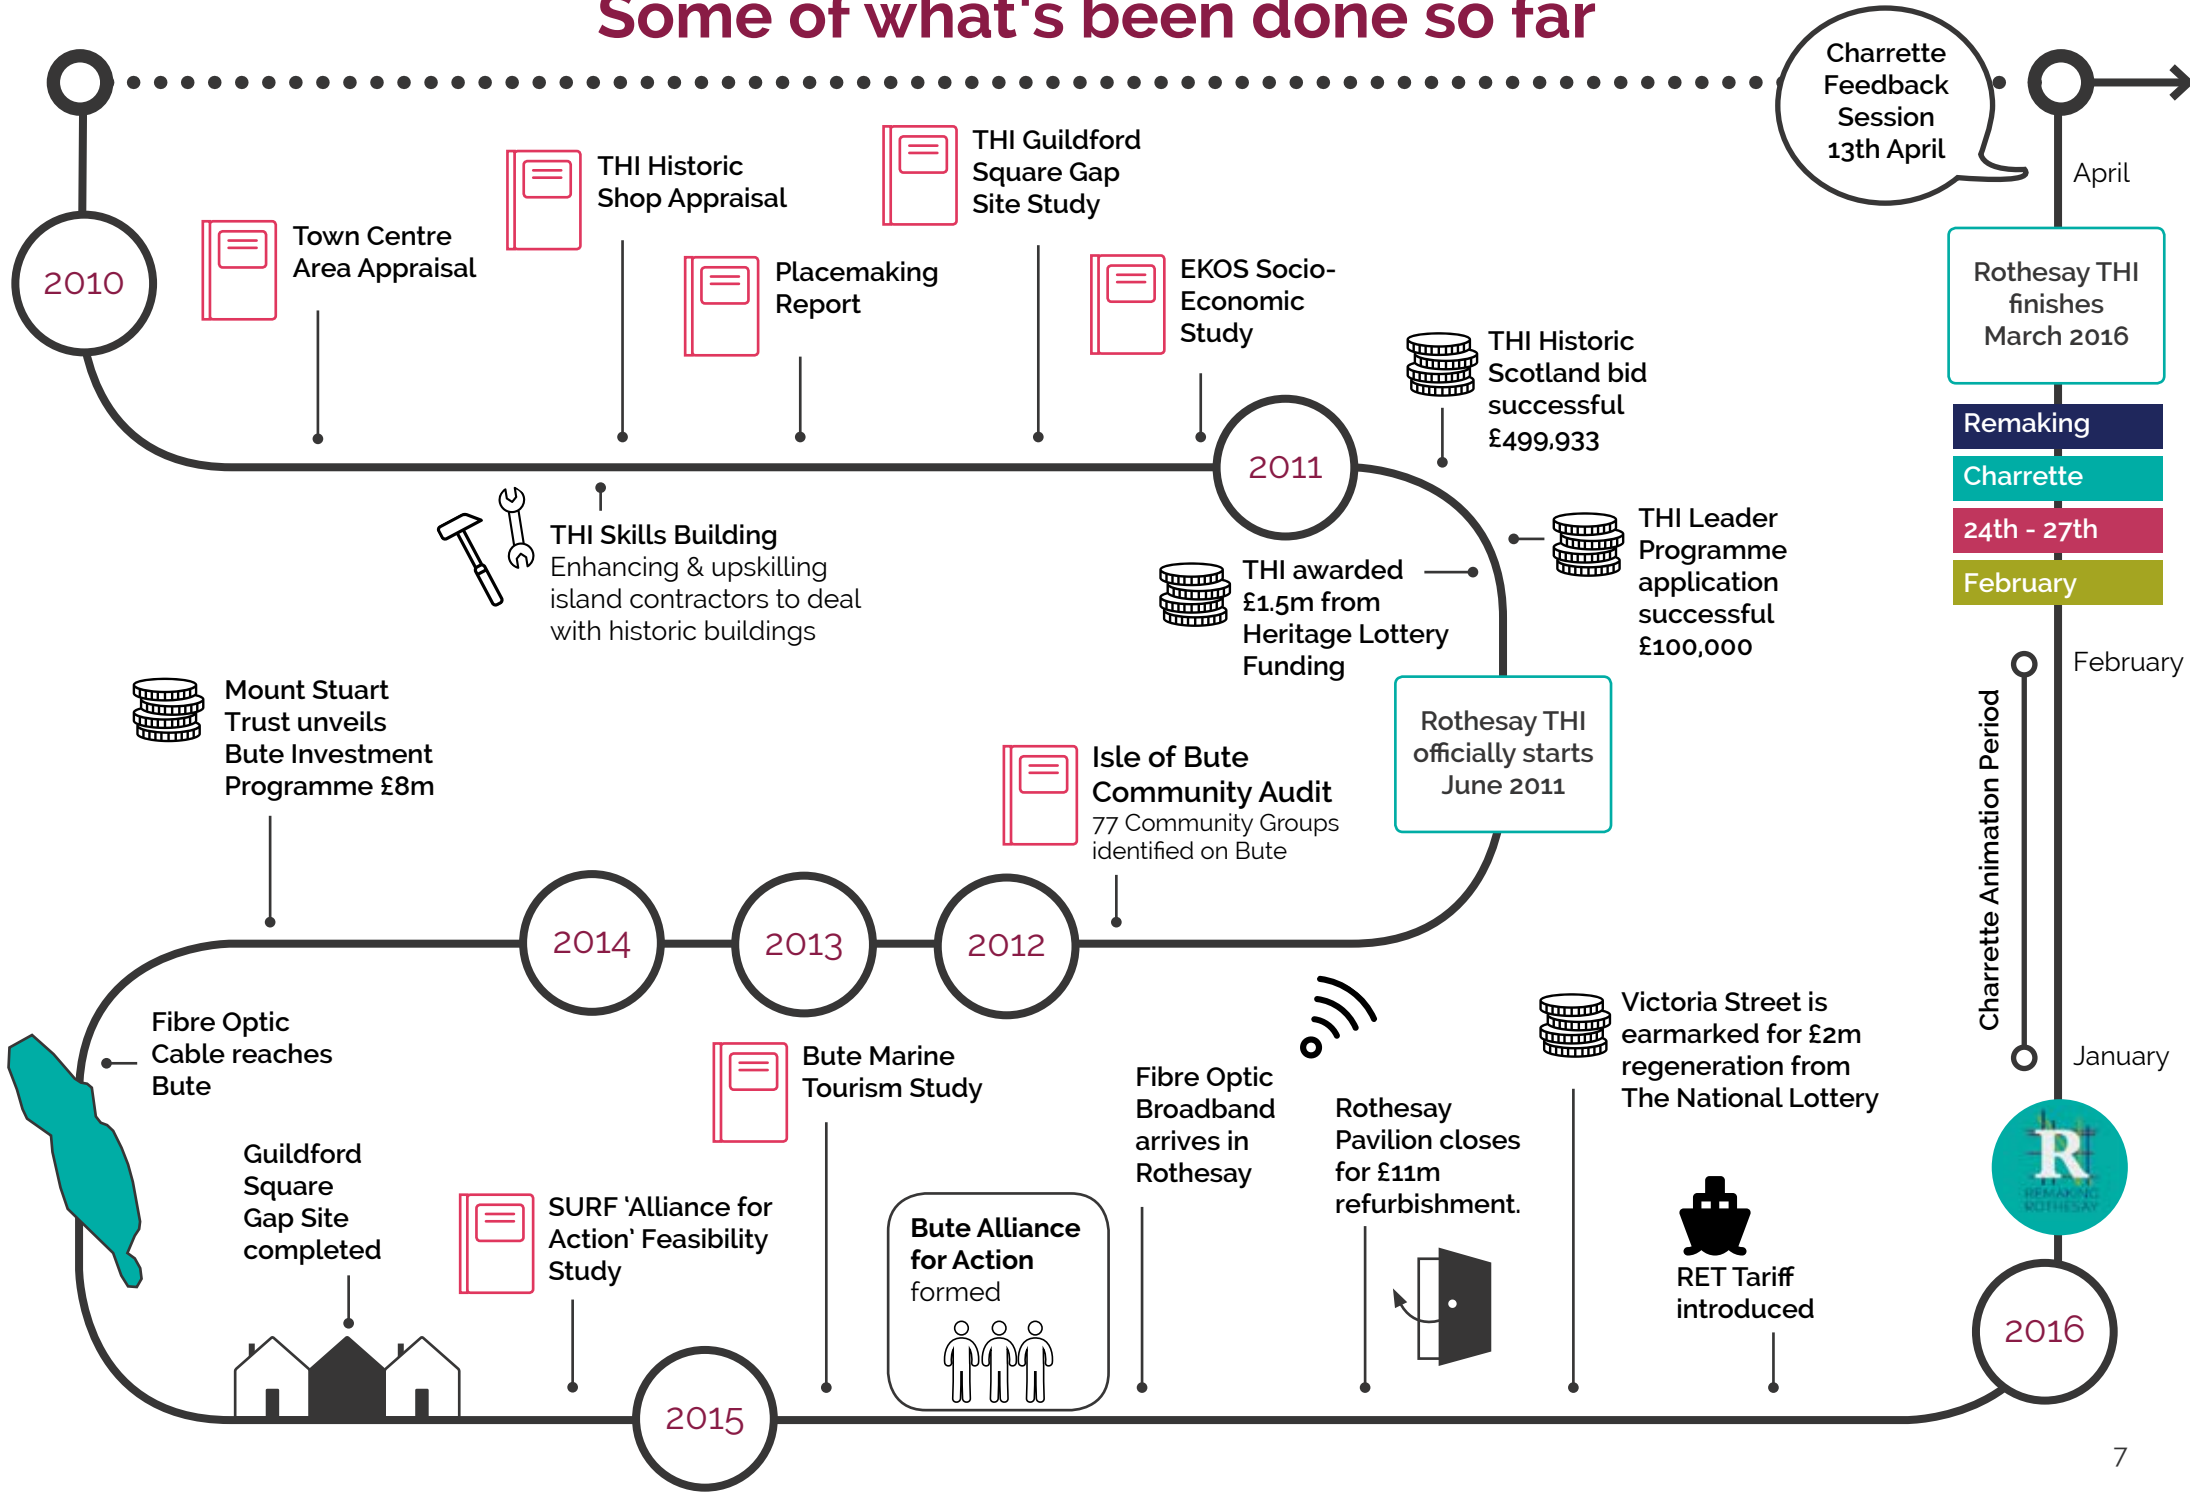 Some of what's been done so far
Charrette
Feedback
Session
13th April
April
2010
Town Centre
Area Appraisal
THI Historic
Shop Appraisal
Placemaking
Report
THI Guildford
Square Gap
Site Study
EKOS Socio-
Economic
Study
2011
THI Historic
Scotland bid
successful
£499,933
THI Skills Building
Enhancing & upskilling
island contractors to deal
with historic buildings
THI awarded
£1.5m from
Heritage Lottery
Funding
THI Leader
Programme
application
successful
£100,000
Rothesay THI
officially starts
June 2011
Isle of Bute
Community Audit
77 Community Groups
identified on Bute
2012
2013
2014
Mount Stuart
Trust unveils
Bute Investment
Programme £8m
Fibre Optic
Cable reaches
Bute
Guildford
Square
Gap Site
completed
SURF ‘Alliance for
Action’ Feasibility
Study
2015
Bute Marine
Tourism Study
Bute Alliance
for Action
formed
Fibre Optic
Broadband
arrives in
Rothesay
Rothesay
Pavilion closes
for £11m
refurbishment.
Victoria Street is
earmarked for £2m
regeneration from
The National Lottery
RET Tariff
introduced
2016
R
REMAKING
ROTHESAY
January
Charrette Animation Period
February
Remaking
Charrette
24th - 27th
February
Rothesay THI
finishes
March 2016
7